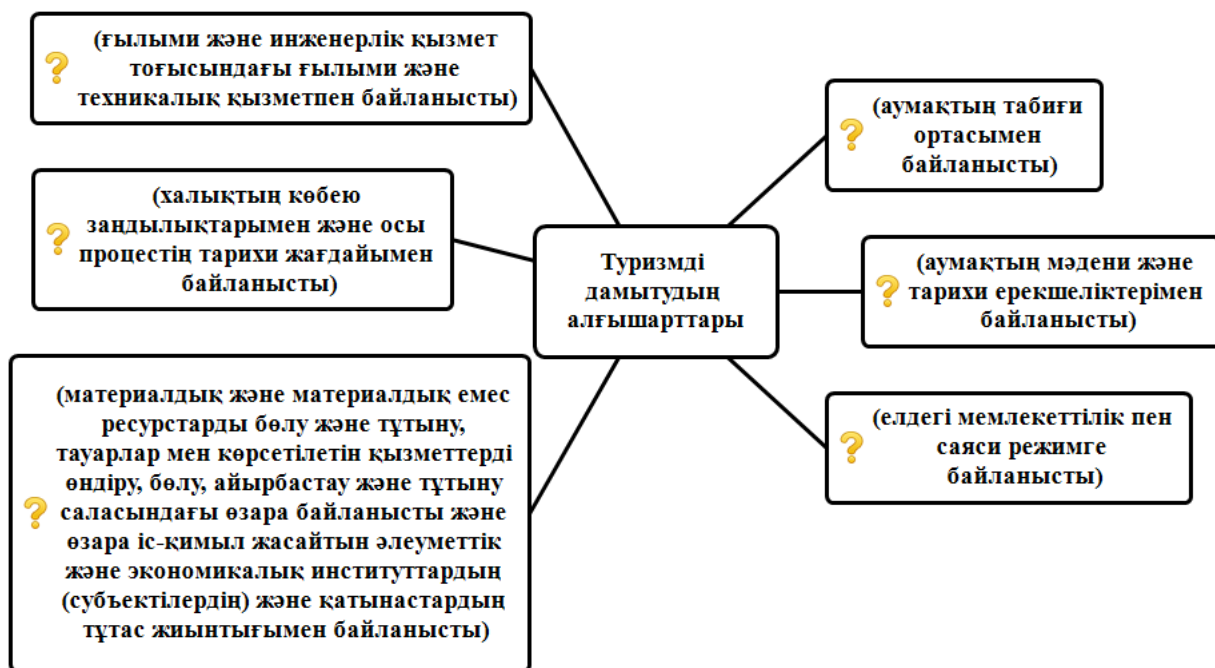 (ғылыми және инженерлік қызмет
тоғысындағы ғылыми және
техникалық қызметпен байланысты)
(халықтың көбею
заңдылықтарымен және осы
процестің тарихи жағдайымен
байланысты)
(материалдық және материалдық емес
ресурстарды бөлу және тұтыну,
тауарлар мен көрсетілетін қызметтерді
өндіру, бөлу, айырбастау және тұтыну
саласындағы өзара байланысты және
өзара іс-қимыл жасайтын әлеуметтік
және экономикалық институттардың
(субъектілердің) және қатынастардың
тұтас жиынтығымен байланысты)
Туризмді
дамытудың
алғышарттары
(аумақтың табиғи
ортасымен
байланысты)
(аумақтың мәдени және
тарихи ерекшеліктерімен
байланысты)
(елдегі мемлекеттілік пен
саяси режимге
байланысты)